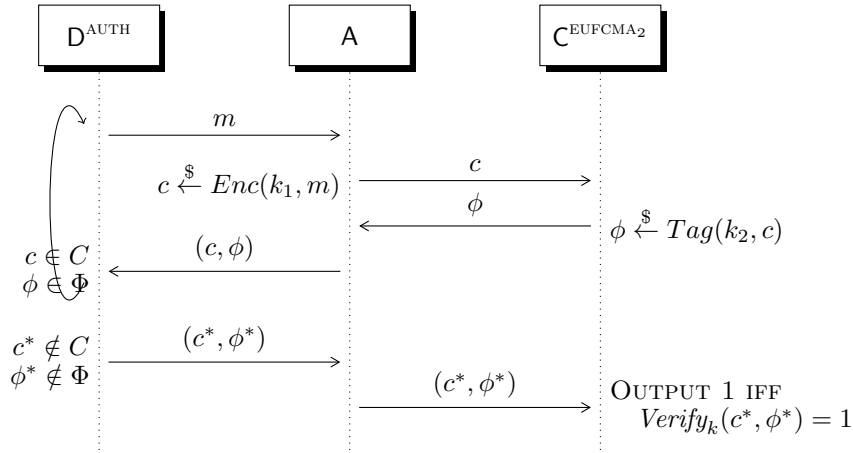 D^AUTH A C^EUFCMA₂
m
c ←$ Enc(k₁, m) c
ϕ
ϕ ←$ Tag(k₂, c)
(c, ϕ)
c ∈ C
ϕ ∈ Φ
(c*, ϕ*)
c* ∉ C
ϕ* ∉ Φ
(c*, ϕ*)
OUTPUT 1 IFF
Verifyₖ(c*, ϕ*) = 1